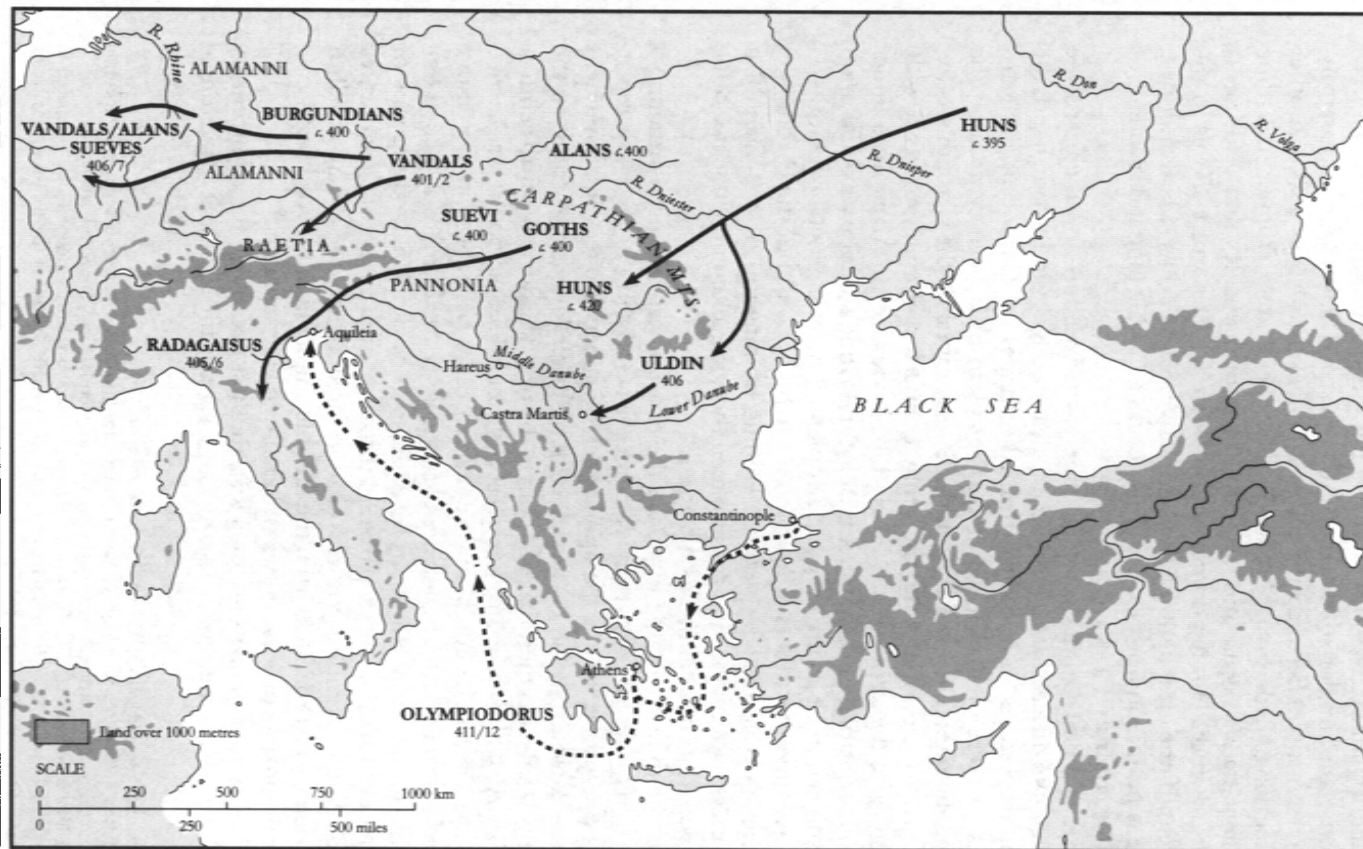 R. Rhine
ALAMANNI
BURGUNDIANS
c. 400
VANDALS/ALANS/
SUEVES
406/7
ALAMANNI
VANDALS
401/2
ALANS c.400
HUNS
c. 395
R. Don
R. Volga
R. Dnieper
R. Dniester
CARPATHIAN MTS
SUEVI
c. 400
GOTHS
c. 400
RAETIA
PANNONIA
HUNS
c. 420
RADAGAISUS
405/6
Aquileia
Hareus
Middle Danube
ULDIN
406
Castra Martis
Lower Danube
BLACK SEA
Constantinople
Athens
OLYMPIODORUS
411/12
Land over 1000 metres
SCALE
0 250 500 750 1000 km
0 250 500 miles